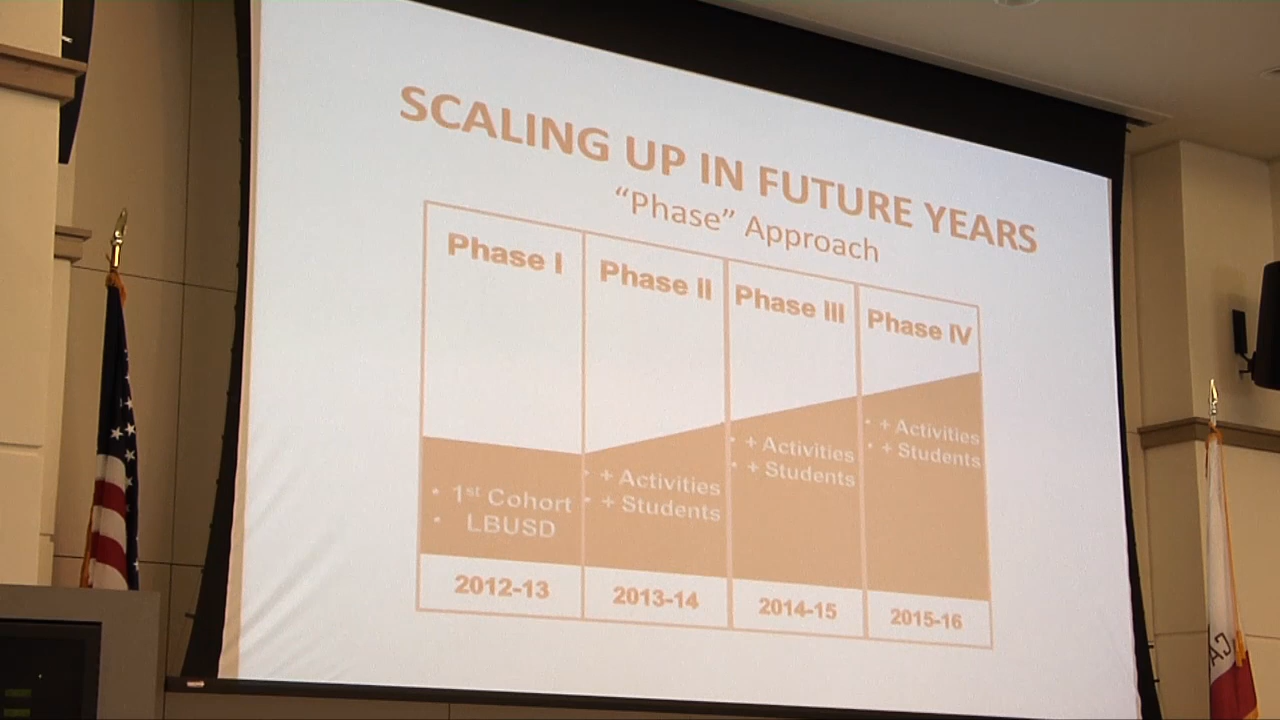 SCALING UP IN FUTURE YEARS
“Phase” Approach
Phase I
Phase II
Phase III
Phase IV
• 1st Cohort
• LBUSD
• + Activities
• + Students
• + Activities
• + Students
• + Activities
• + Students
2012-13
2013-14
2014-15
2015-16
CA